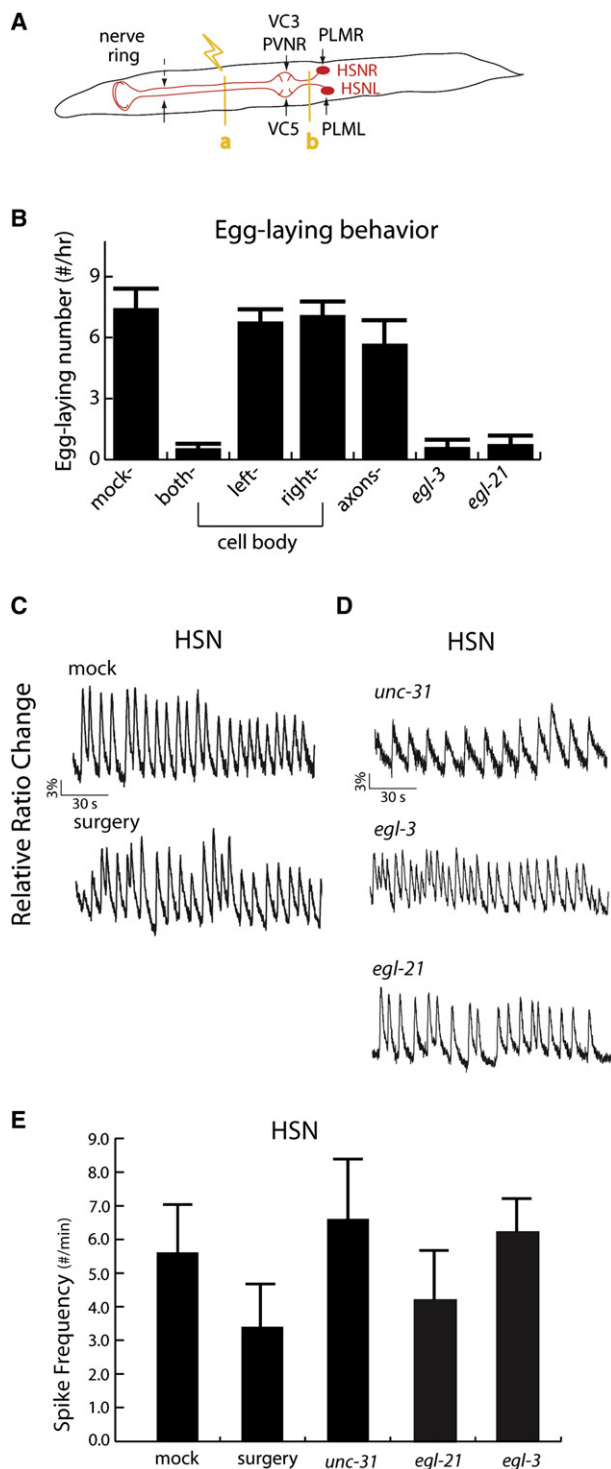 A
nerve
ring
VC3
PVNR
PLMR
HSNR
HSNL
VC5
PLML
a
b
B
Egg-laying behavior
Egg-laying number (#/hr)
9
6
3
0
mock-
both-
left-
right-
axons-
egl-3
egl-21
cell body
C
D
HSN
HSN
Relative Ratio Change
mock
3%
30 s
surgery
unc-31
3%
30 s
egl-3
egl-21
E
HSN
Spike Frequency (#/min)
9.0
8.0
7.0
6.0
5.0
4.0
3.0
2.0
1.0
0.0
mock
surgery
unc-31
egl-21
egl-3